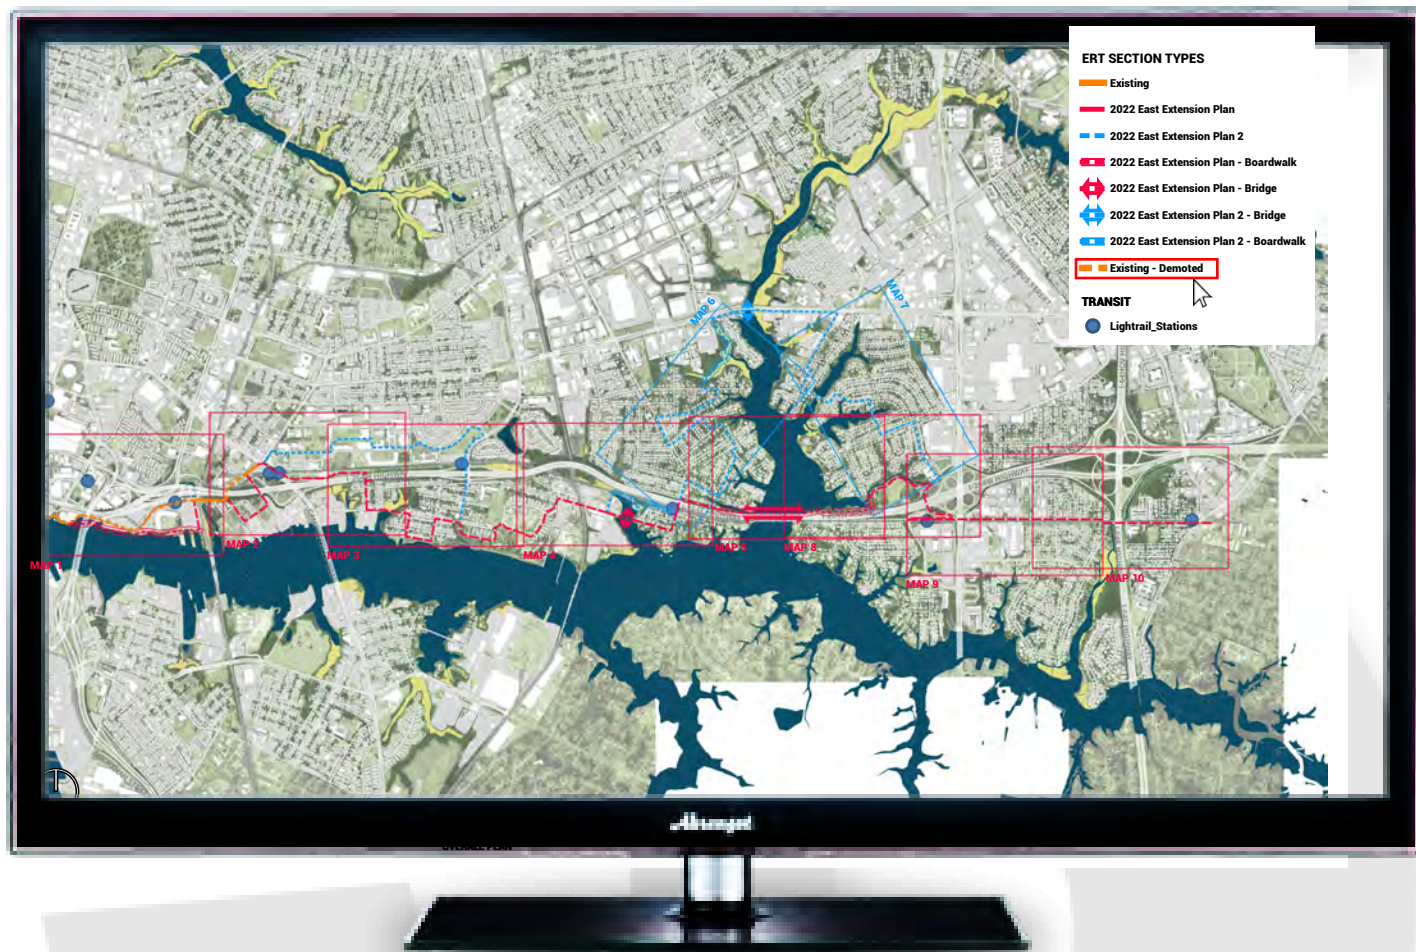 ERT SECTION TYPES
Existing
2022 East Extension Plan
2022 East Extension Plan 2
2022 East Extension Plan - Boardwalk
2022 East Extension Plan - Bridge
2022 East Extension Plan 2 - Bridge
2022 East Extension Plan 2 - Boardwalk
Existing - Demoted
TRANSIT
Lightrail_Stations
MAP 6
MAP 7
MAP 1
MAP 2
MAP 3
MAP 4
MAP 5
MAP 8
MAP 9
MAP 10
OVERALL PLAN